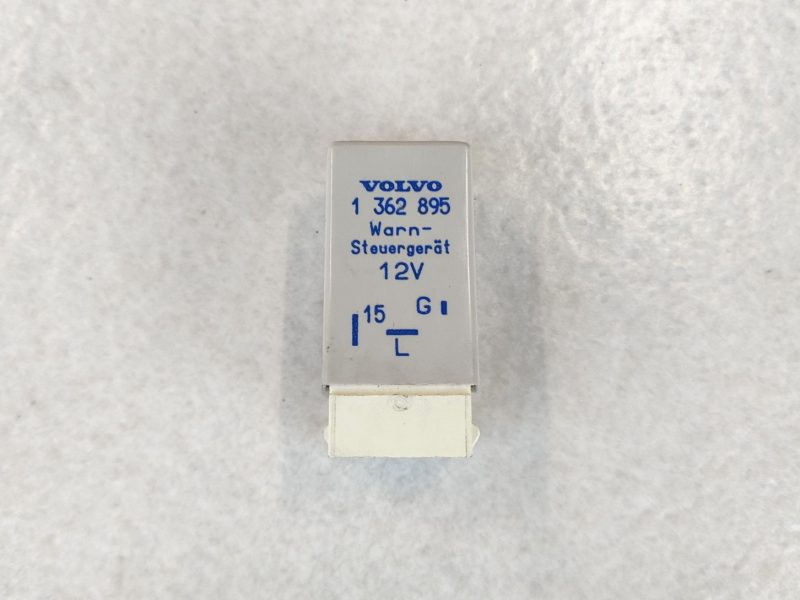 VOLVO
1 362 895
Warn-
Steuergerät
12V
15 G
L